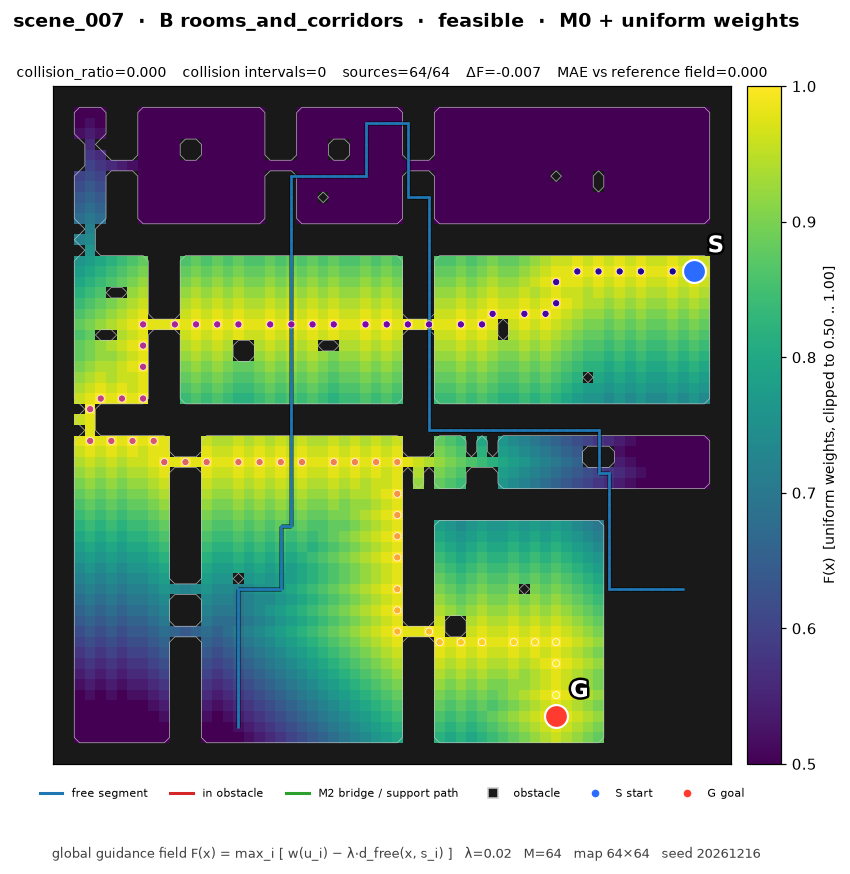 scene_007 · B rooms_and_corridors · feasible · M0 + uniform weights
collision_ratio=0.000 collision intervals=0 sources=64/64 ΔF=-0.007 MAE vs reference field=0.000
S
G
1.0
0.9
0.8
0.7
0.6
0.5
F(x) [uniform weights, clipped to 0.50 .. 1.00]
free segment
in obstacle
M2 bridge / support path
obstacle
S start
G goal
global guidance field F(x) = max_i [ w(u_i) − λ·d_free(x, s_i) ] λ=0.02 M=64 map 64×64 seed 20261216